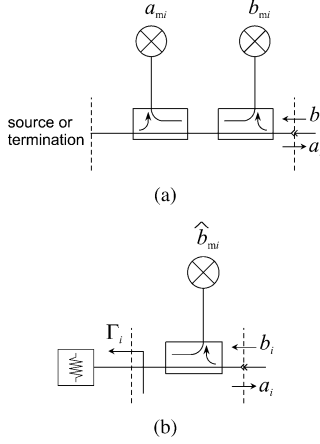 a_mi b_mi
source or
termination
b
a
(a)
b̂_mi
Γ_i
b_i
a_i
(b)